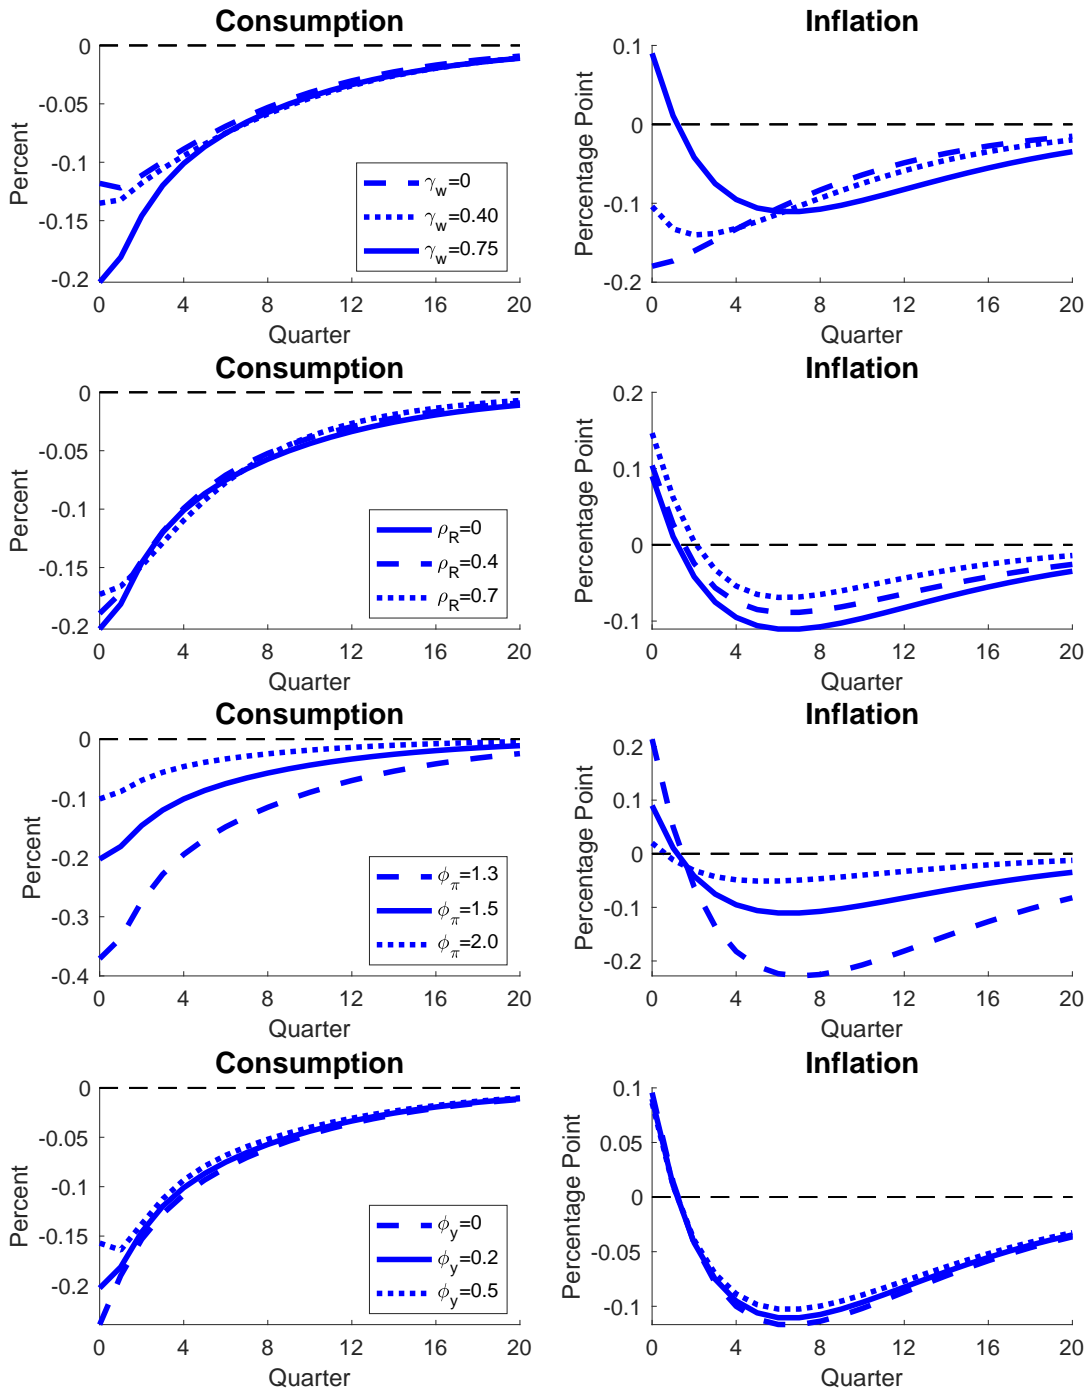 Consumption
Percent
0
-0.05
-0.1
-0.15
-0.2
γw=0
γw=0.40
γw=0.75
0 4 8 12 16 20
Quarter
Inflation
Percentage Point
0.1
0
-0.1
-0.2
0 4 8 12 16 20
Quarter
Consumption
Percent
0
-0.05
-0.1
-0.15
-0.2
ρR=0
ρR=0.4
ρR=0.7
0 4 8 12 16 20
Quarter
Inflation
Percentage Point
0.2
0.1
0
-0.1
0 4 8 12 16 20
Quarter
Consumption
Percent
0
-0.1
-0.2
-0.3
-0.4
ϕπ=1.3
ϕπ=1.5
ϕπ=2.0
0 4 8 12 16 20
Quarter
Inflation
Percentage Point
0.2
0.1
0
-0.1
-0.2
0 4 8 12 16 20
Quarter
Consumption
Percent
0
-0.05
-0.1
-0.15
-0.2
ϕy=0
ϕy=0.2
ϕy=0.5
0 4 8 12 16 20
Quarter
Inflation
Percentage Point
0.1
0.05
0
-0.05
-0.1
0 4 8 12 16 20
Quarter